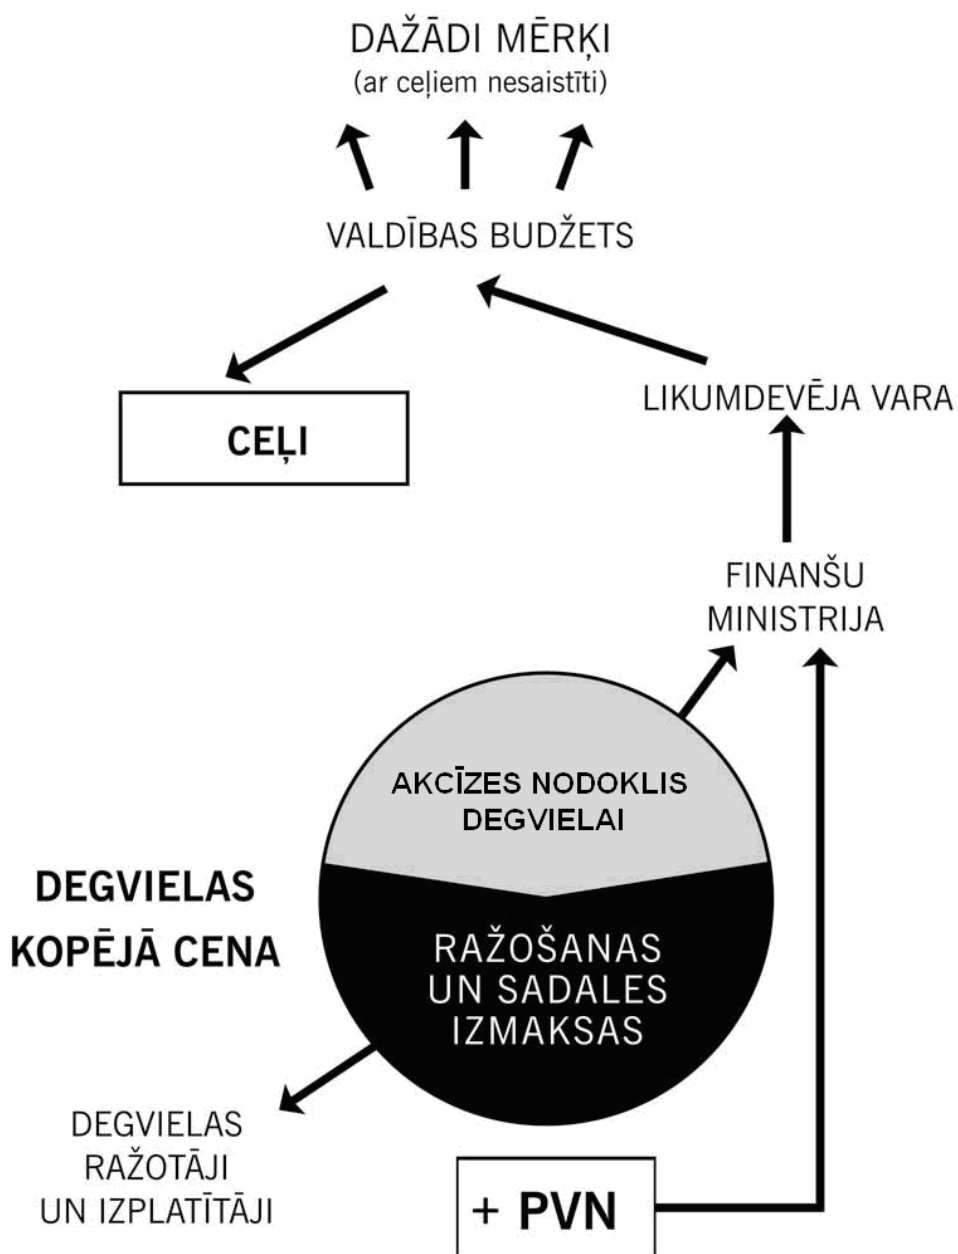 DAŽĀDI MĒRĶI
(ar ceļiem nesaistīti)
VALDĪBAS BUDŽETS
CEĻI
LIKUMDEVĒJA VARA
FINANŠU
MINISTRIJA
AKCĪZES NODOKLIS
DEGVIELAI
DEGVIELAS
KOPĒJĀ CENA
RAŽOŠANAS
UN SADALES
IZMAKSAS
DEGVIELAS
RAŽOTĀJI
UN IZPLATĪTĀJI
+ PVN